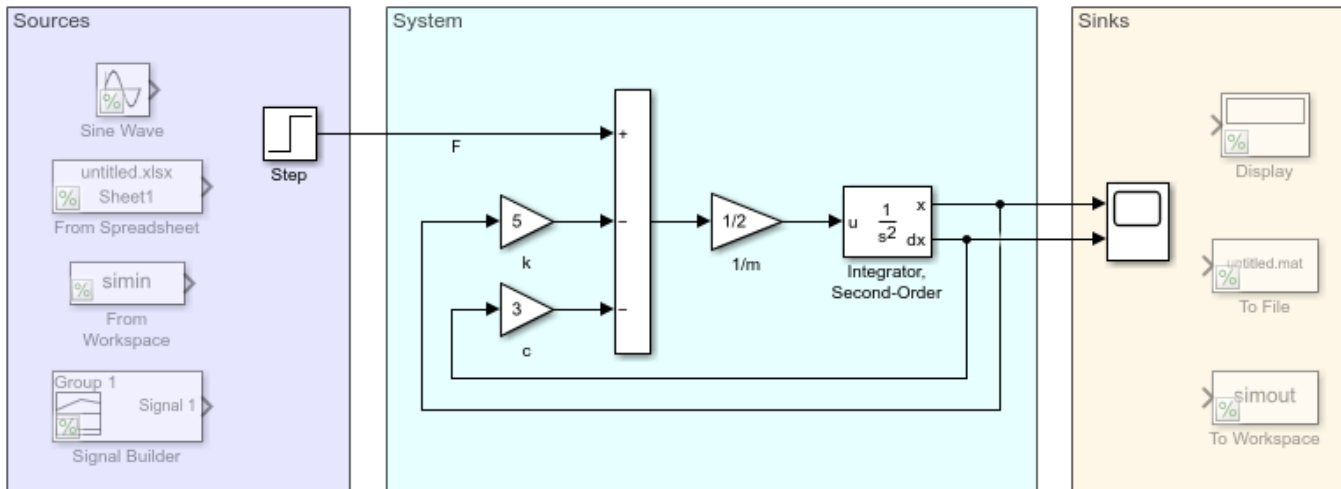 Sources
Sine Wave
untitled.xlsx
Sheet1
From Spreadsheet
simin
From
Workspace
Group 1
Signal 1
Signal Builder
Step
System
F
+
5
−
k
3
−
c
1/2
1/m
u
1
s2
x
dx
Integrator,
Second-Order
Sinks
Display
untitled.mat
To File
simout
To Workspace
%
%
%
%
%
%
%